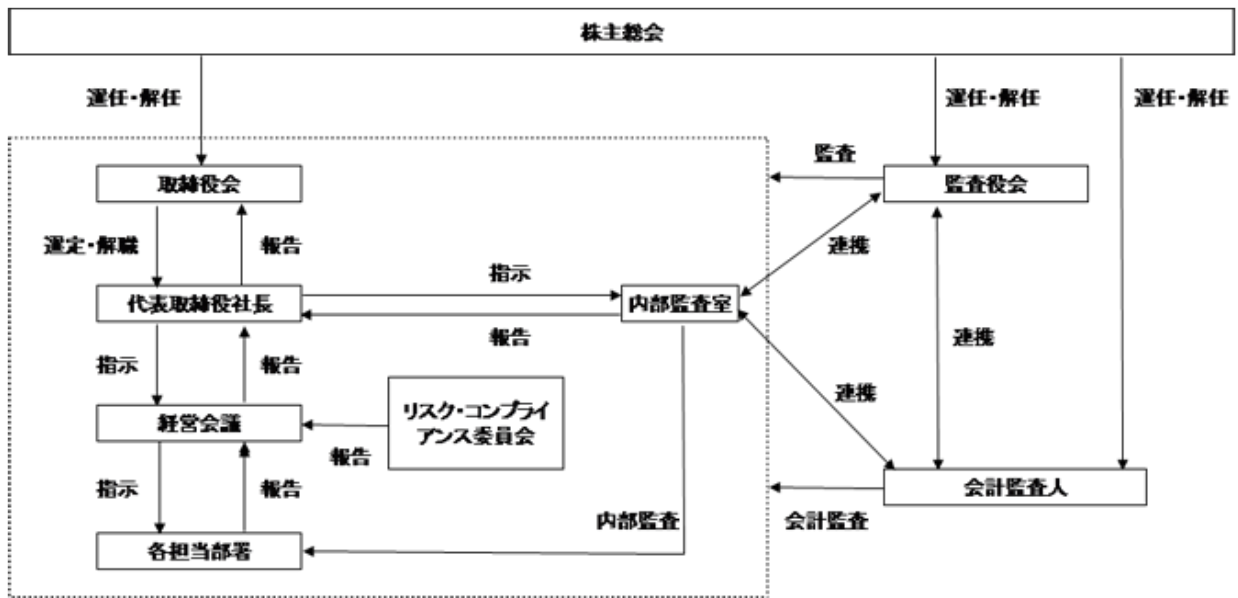 株主総会
選任・解任
選任・解任
選任・解任
監査
取締役会
監査役会
選定・解職
報告
連携
指示
代表取締役社長
内部監査室
報告
連携
指示
報告
リスク・コンプライ
アンス委員会
連携
経営会議
報告
指示
報告
会計監査人
内部監査
会計監査
各担当部署